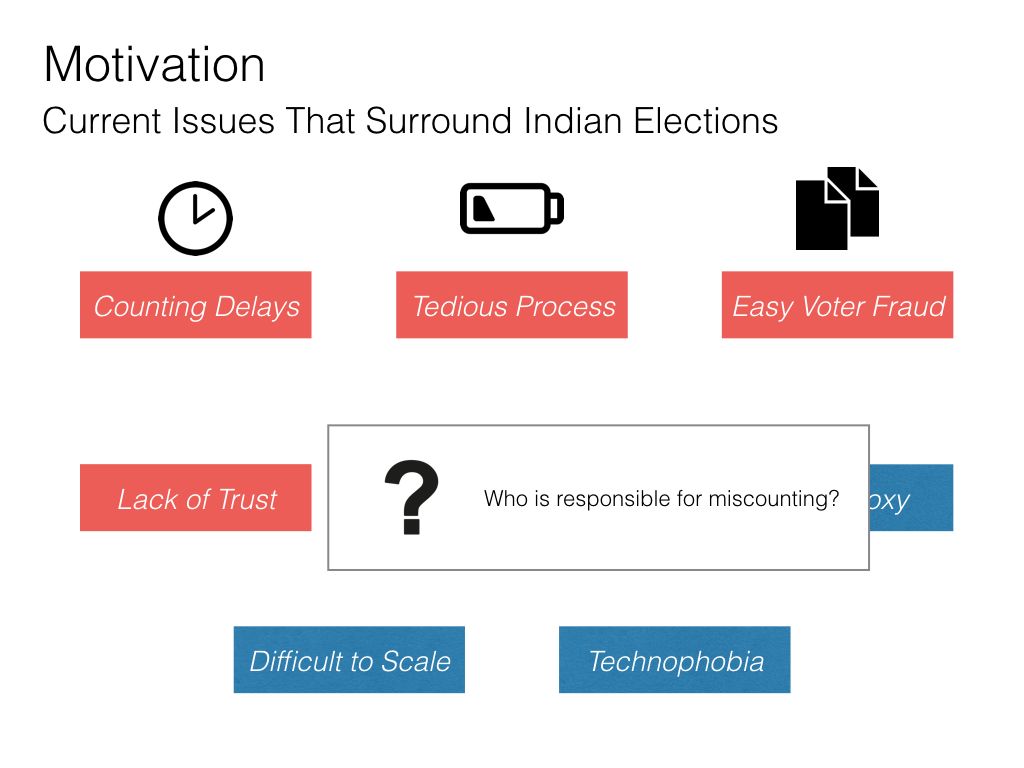 Motivation
Current Issues That Surround Indian Elections
Counting Delays
Tedious Process
Easy Voter Fraud
Lack of Trust
Who is responsible for miscounting?
Difficult to Scale
Technophobia